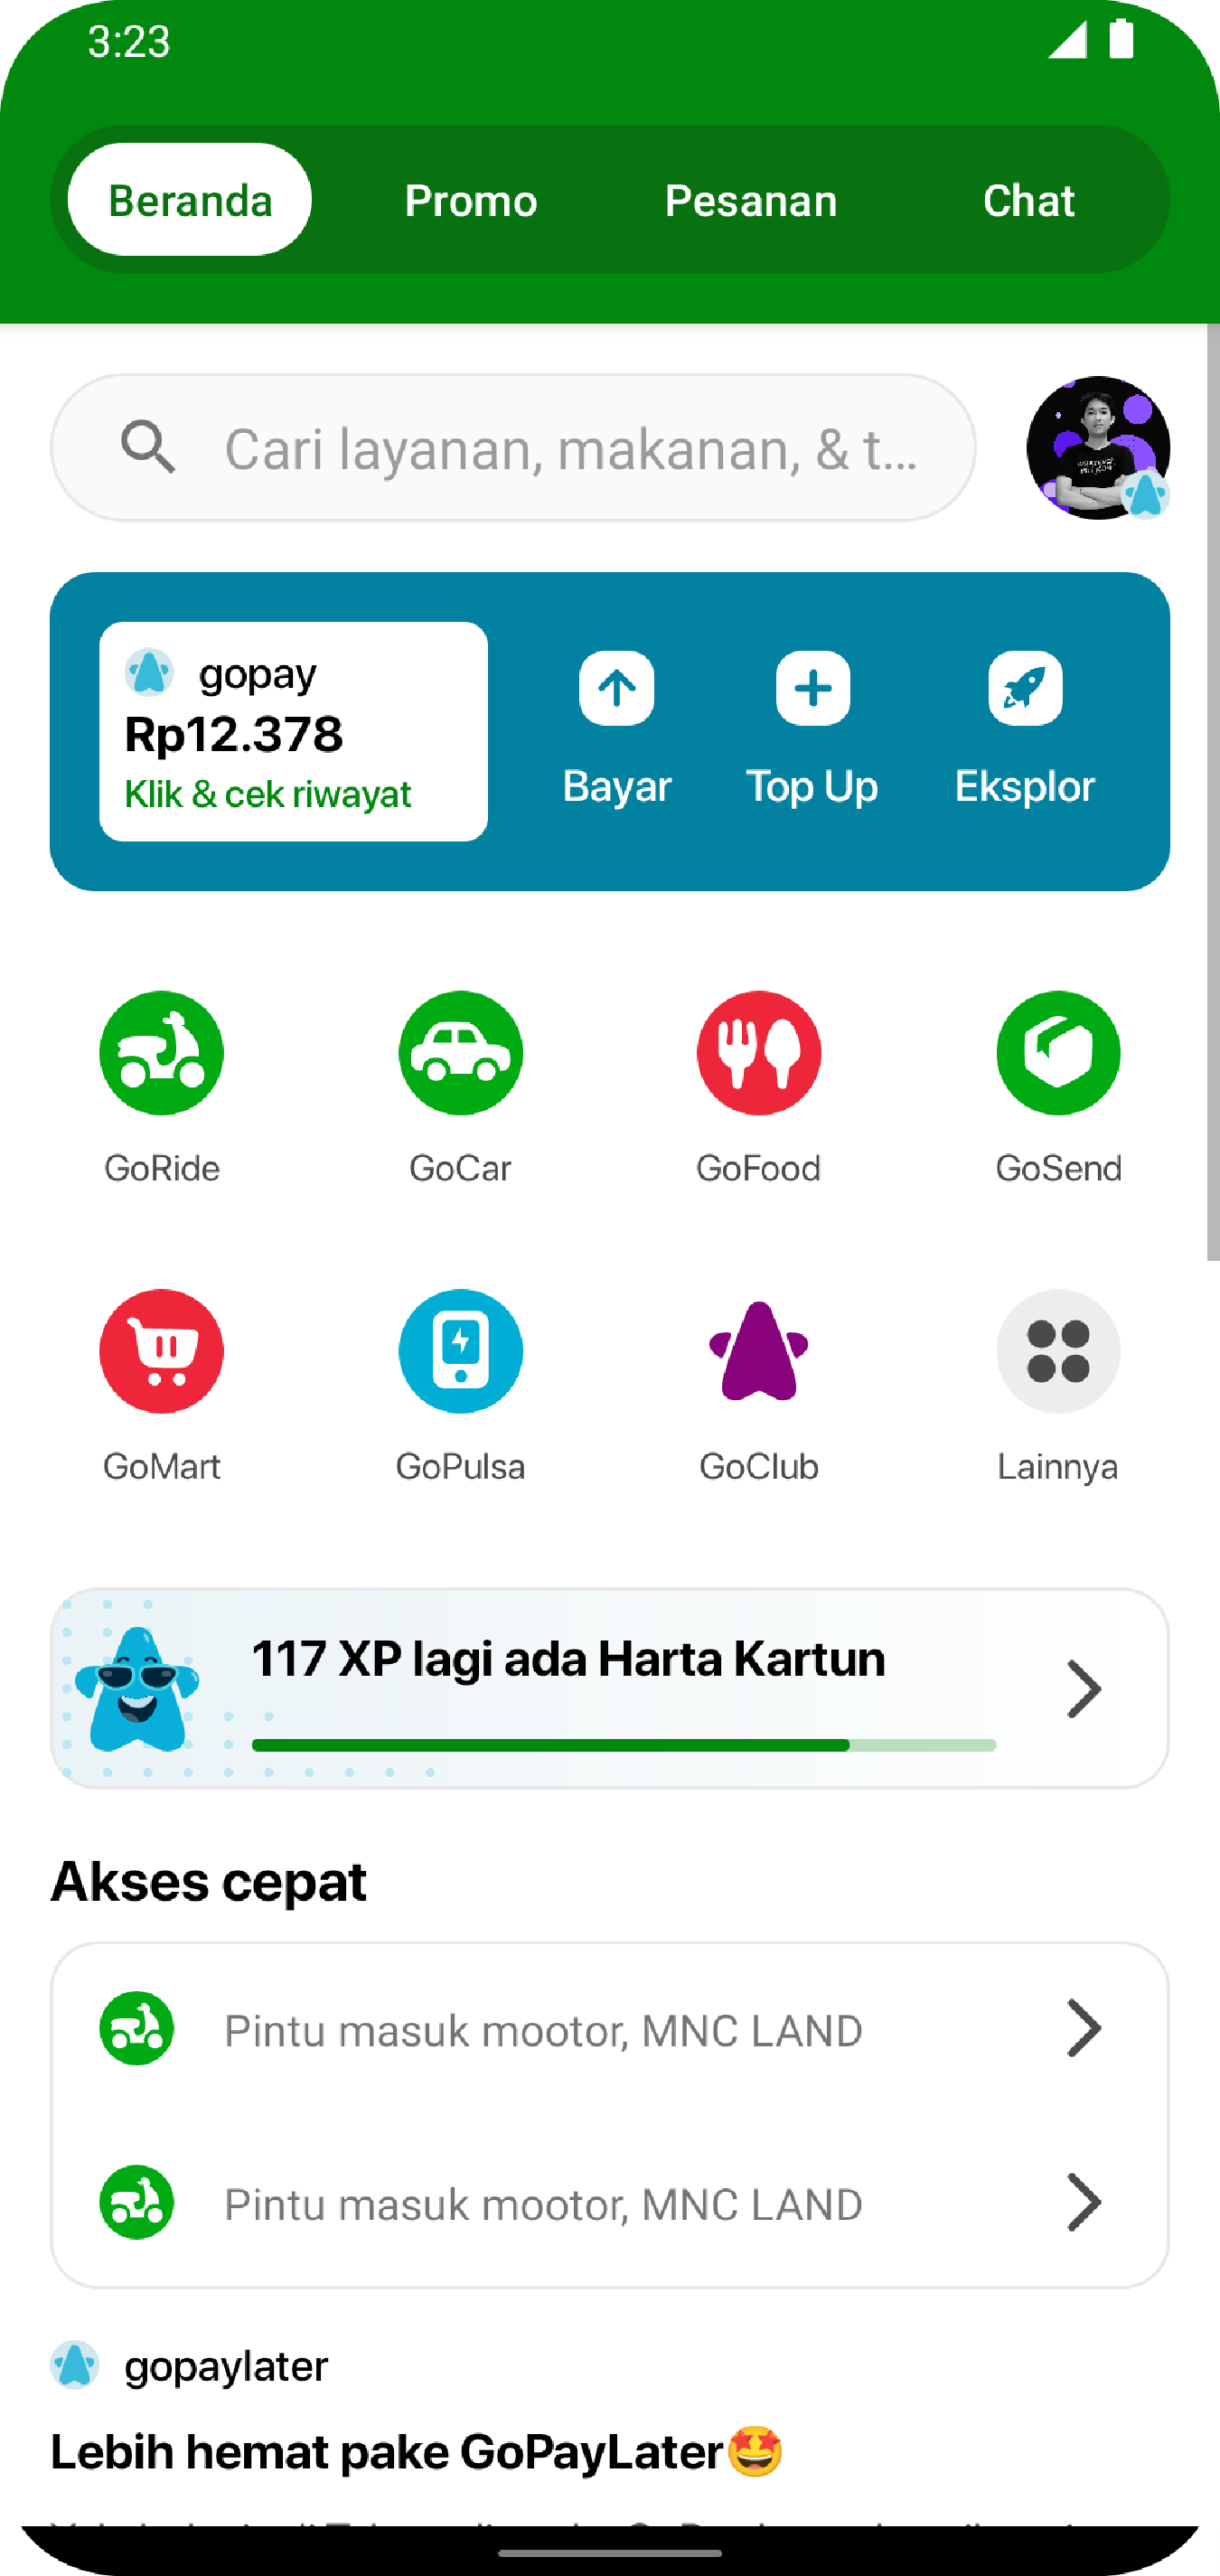 3:23
Beranda Promo Pesanan Chat
Cari layanan, makanan, & t...
gopay
Rp12.378
Klik & cek riwayat
Bayar Top Up Eksplor
GoRide GoCar GoFood GoSend
GoMart GoPulsa GoClub Lainnya
117 XP lagi ada Harta Kartun
Akses cepat
Pintu masuk mootor, MNC LAND
Pintu masuk mootor, MNC LAND
gopaylater
Lebih hemat pake GoPayLater🤩